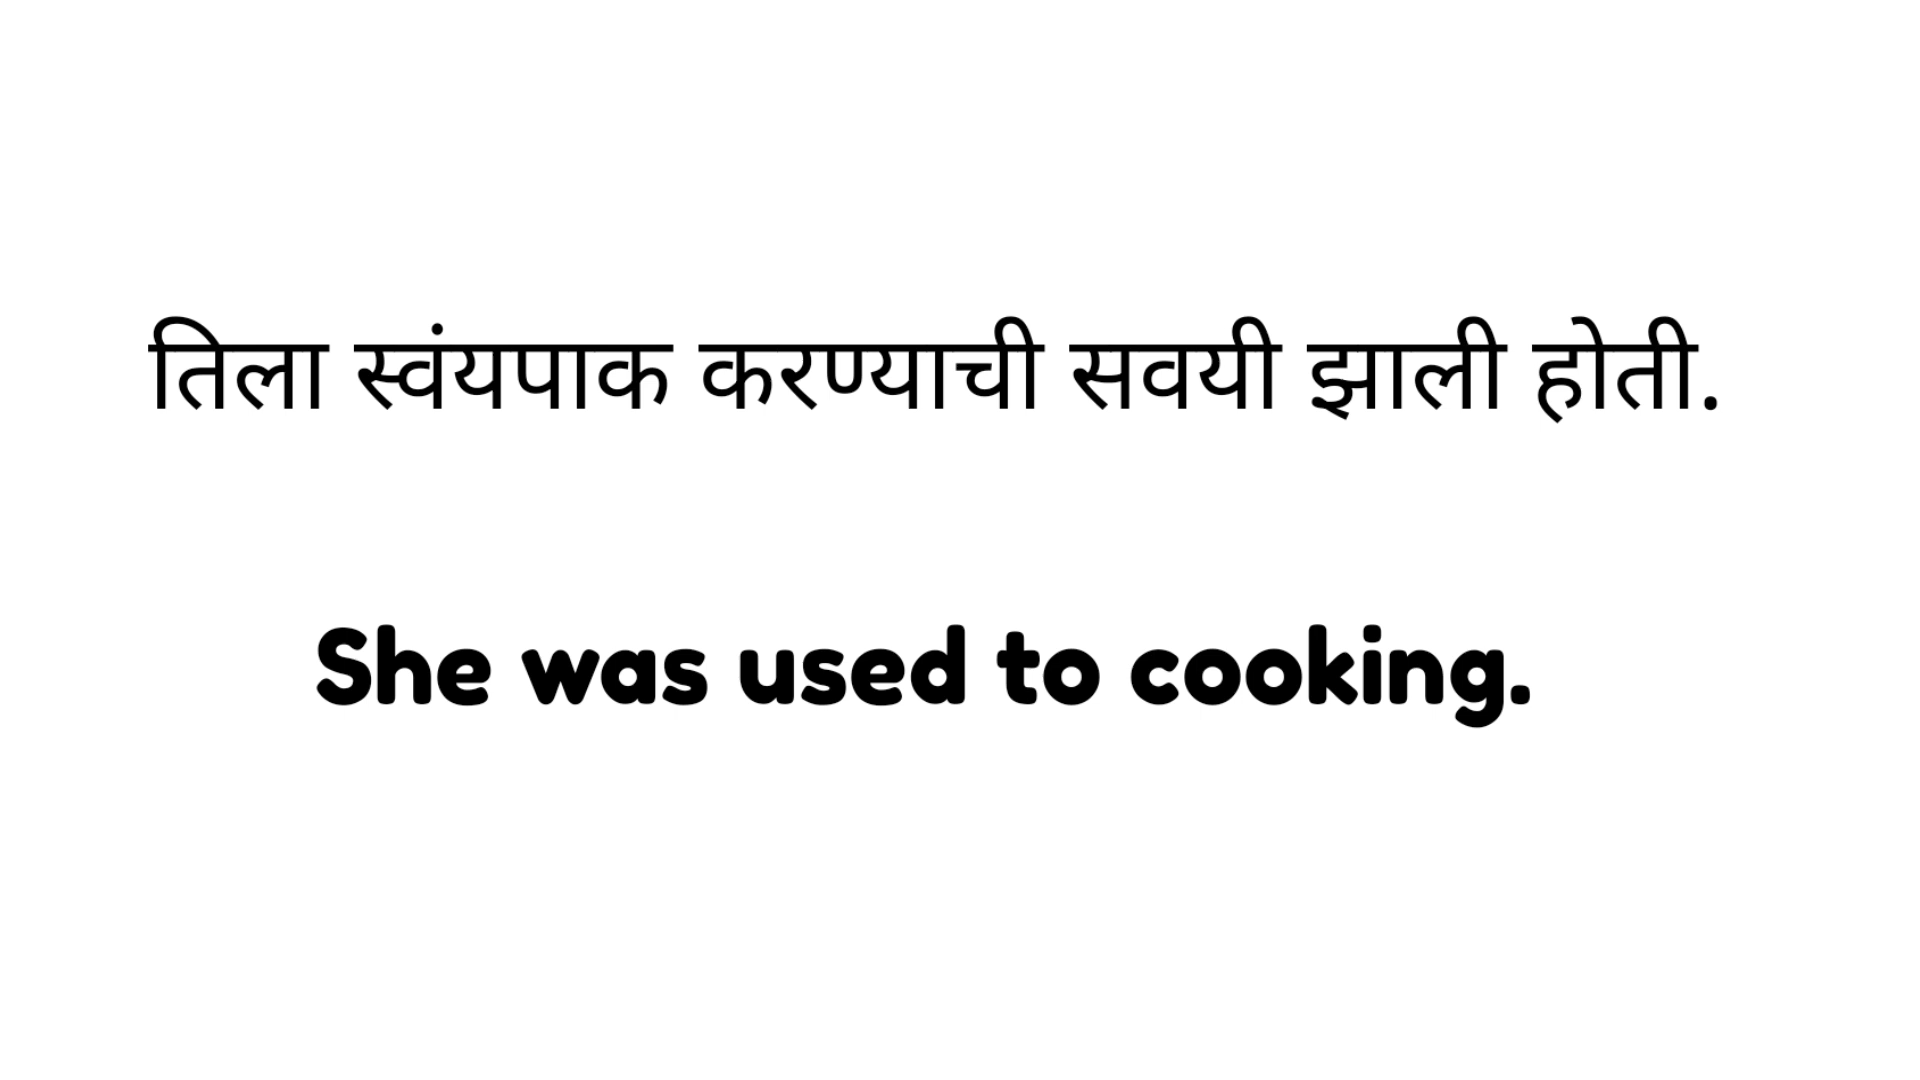 तिला स्वंयपाक करण्याची सवयी झाली होती.
She was used to cooking.